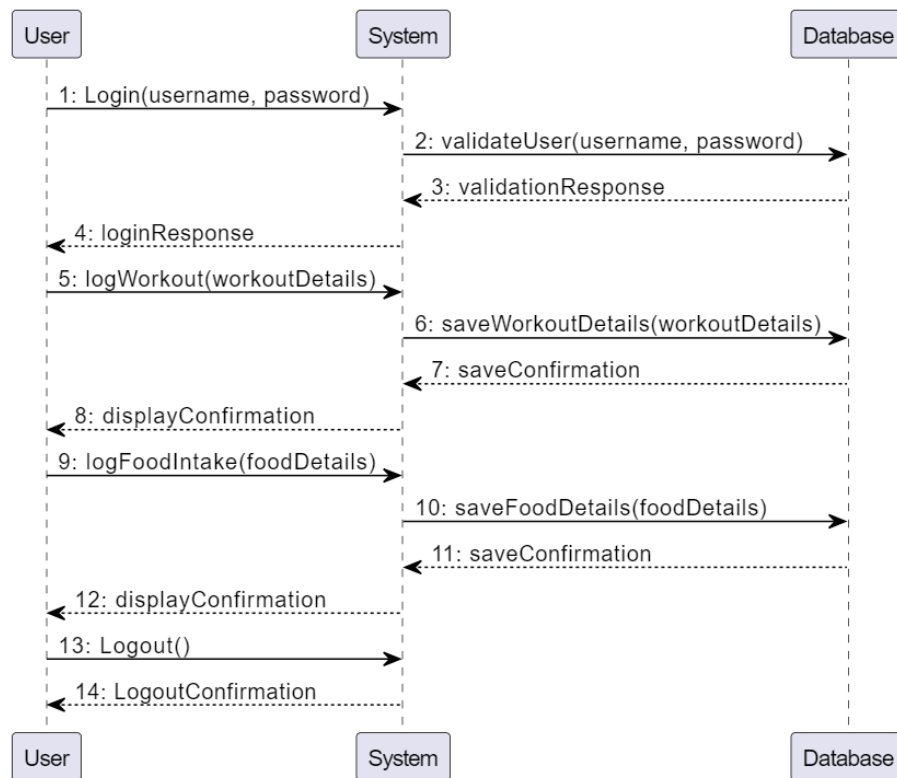 User
System
Database
1: Login(username, password)
2: validateUser(username, password)
3: validationResponse
4: loginResponse
5: logWorkout(workoutDetails)
6: saveWorkoutDetails(workoutDetails)
7: saveConfirmation
8: displayConfirmation
9: logFoodIntake(foodDetails)
10: saveFoodDetails(foodDetails)
11: saveConfirmation
12: displayConfirmation
13: Logout()
14: LogoutConfirmation
User
System
Database